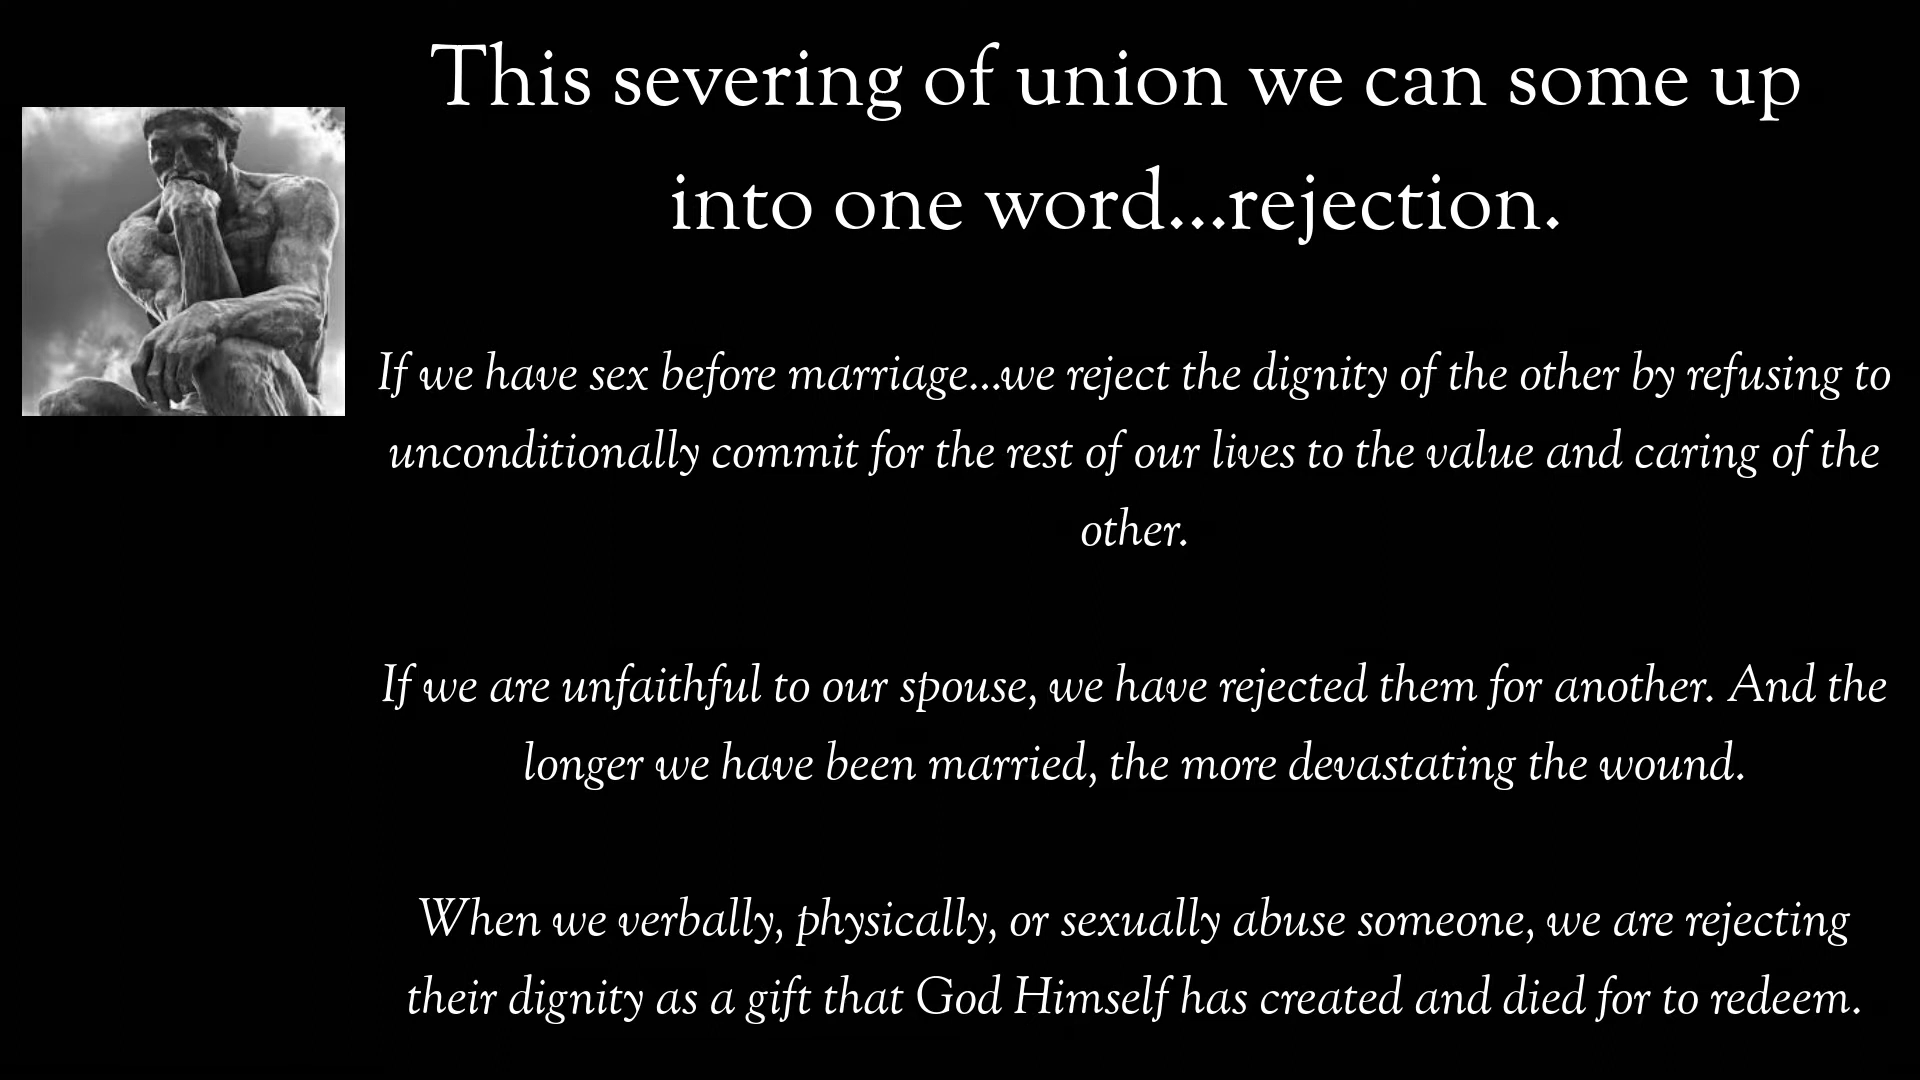 This severing of union we can some up
into one word...rejection.
If we have sex before marriage...we reject the dignity of the other by refusing to
unconditionally commit for the rest of our lives to the value and caring of the
other.
If we are unfaithful to our spouse, we have rejected them for another. And the
longer we have been married, the more devastating the wound.
When we verbally, physically, or sexually abuse someone, we are rejecting
their dignity as a gift that God Himself has created and died for to redeem.